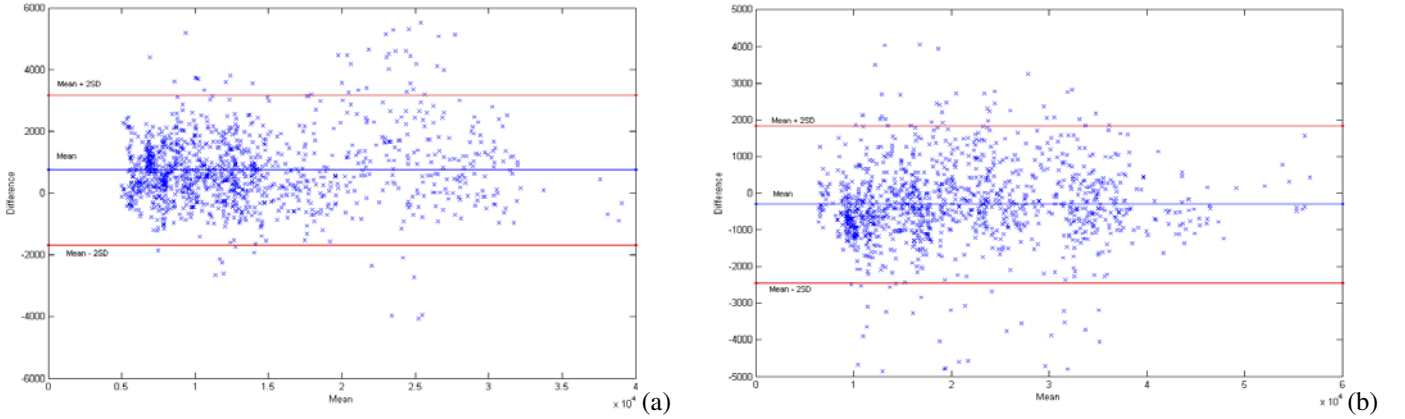 6000
4000
2000
0
-2000
-4000
-6000
Difference
Mean + 2SD
Mean
Mean - 2SD
0
0.5
1
1.5
2
2.5
3
3.5
4
Mean
x 10^4
(a)
5000
4000
3000
2000
1000
0
-1000
-2000
-3000
-4000
-5000
Difference
Mean + 2SD
Mean
Mean - 2SD
0
1
2
3
4
5
6
Mean
x 10^4
(b)